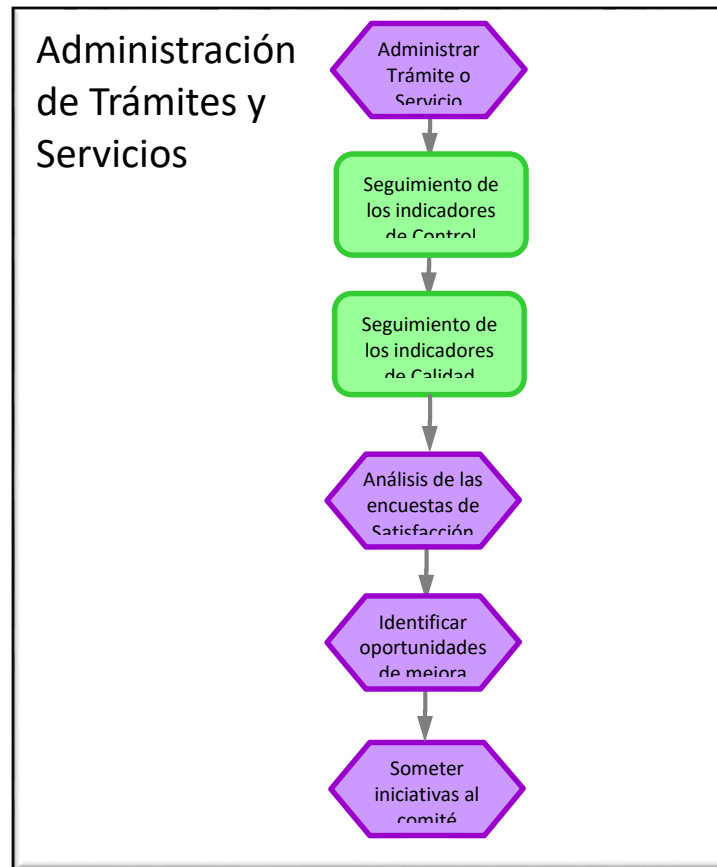 Administración
de Trámites y
Servicios
Administrar
Trámite o
Servicio
Seguimiento de
los indicadores
de Control
Seguimiento de
los indicadores
de Calidad
Análisis de las
encuestas de
Satisfacción
Identificar
oportunidades
de mejora
Someter
iniciativas al
comité